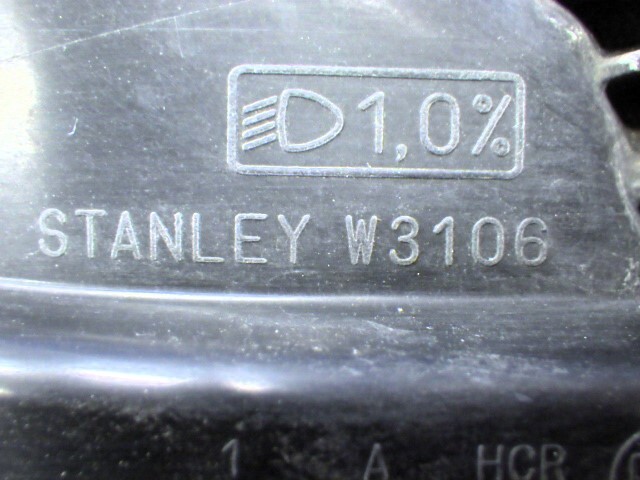 1,0%
STANLEY W3106
1 A HCR